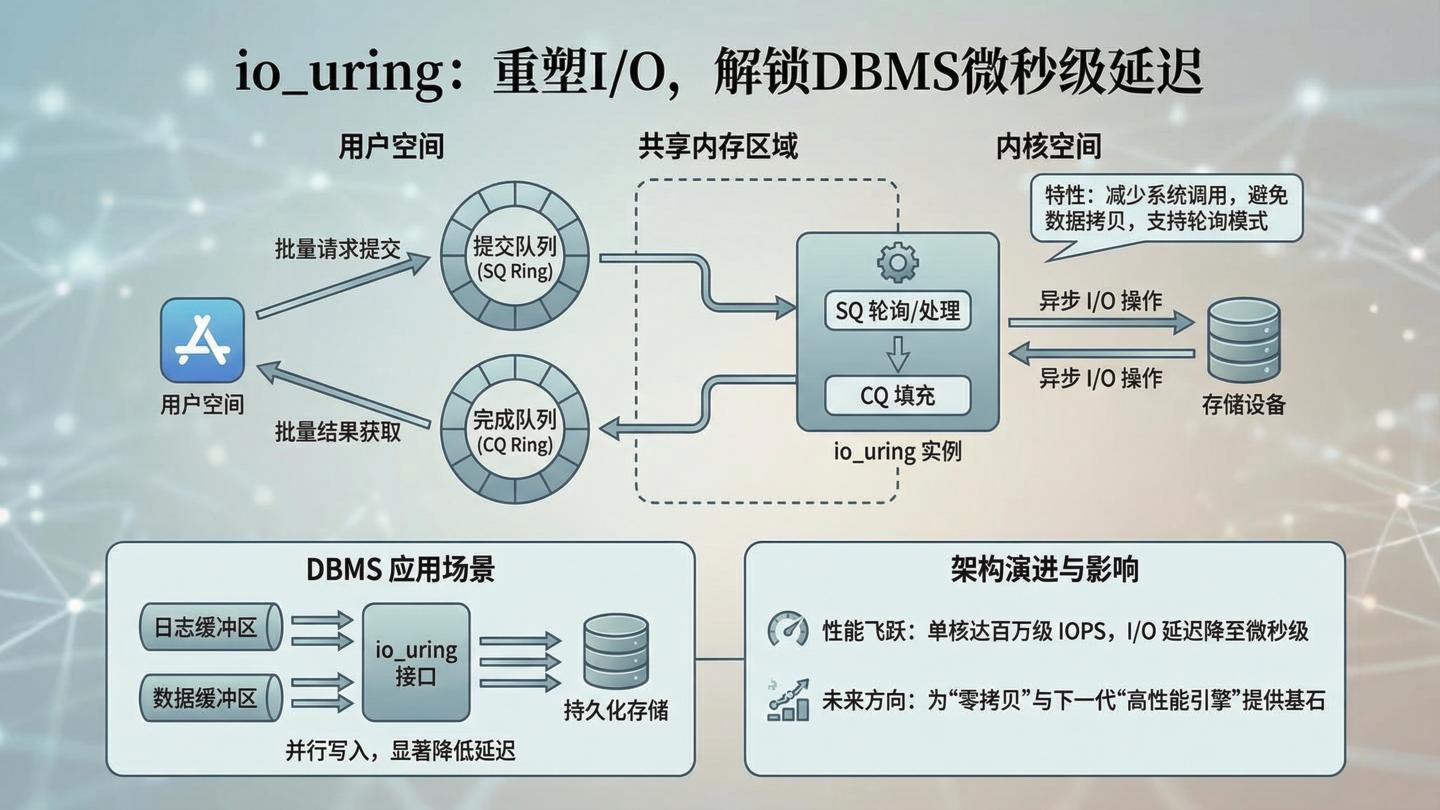 io_uring：重塑I/O，解锁DBMS微秒级延迟
用户空间
共享内存区域
内核空间
特性：减少系统调用，避免
数据拷贝，支持轮询模式
批量请求提交
提交队列
(SQ Ring)
SQ 轮询/处理
异步 I/O 操作
用户空间
CQ 填充
异步 I/O 操作
存储设备
批量结果获取
完成队列
(CQ Ring)
io_uring 实例
DBMS 应用场景
日志缓冲区
数据缓冲区
io_uring
接口
持久化存储
并行写入，显著降低延迟
架构演进与影响
性能飞跃：单核达百万级 IOPS，I/O 延迟降至微秒级
未来方向：为“零拷贝”与下一代“高性能引擎”提供基石